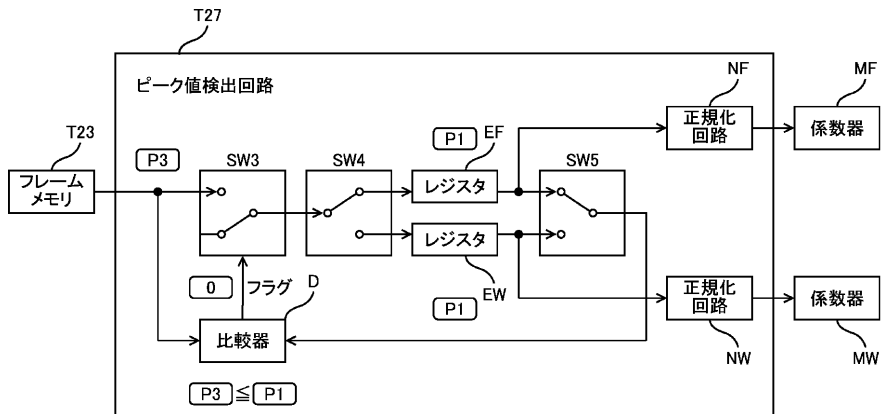 T27
ピーク値検出回路
NF
MF
T23
P3
P1
EF
正規化
回路
係数器
フレーム
メモリ
SW3
SW4
レジスタ
SW5
レジスタ
0
フラグ
D
P1
EW
正規化
回路
係数器
比較器
NW
MW
P3≦P1